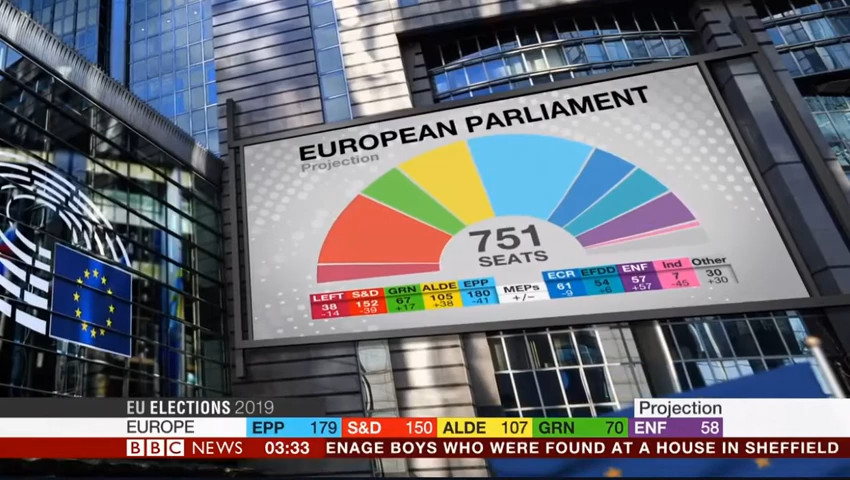 EUROPEAN PARLIAMENT
Projection
751
SEATS
LEFT S&D GRN ALDE EPP MEPs ECR EFDD ENF Ind Other
38 152 67 105 180 +/- 61 54 57 7 30
-14 -39 +17 +38 -41 -9 +6 +57 -45 +30
EU ELECTIONS 2019
Projection
EUROPE EPP 179 S&D 150 ALDE 107 GRN 70 ENF 58
BBC NEWS 03:33 ENAGE BOYS WHO WERE FOUND AT A HOUSE IN SHEFFIELD